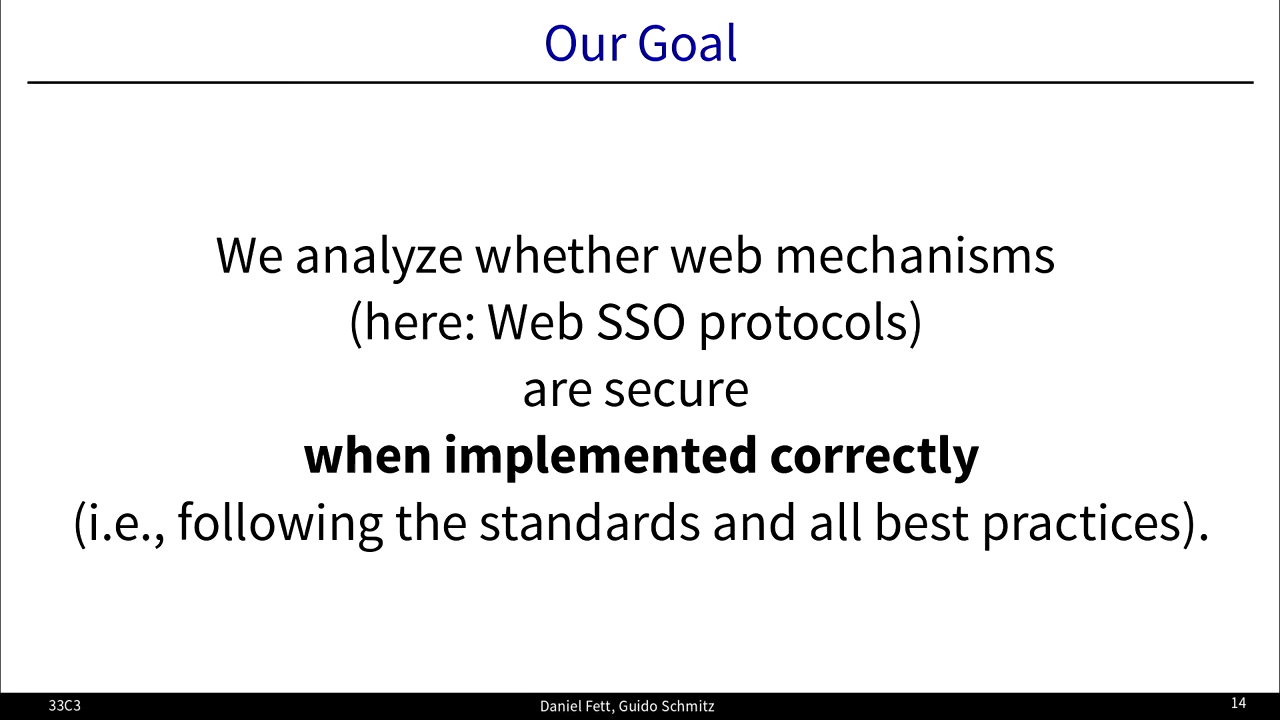 Our Goal
We analyze whether web mechanisms
(here: Web SSO protocols)
are secure
when implemented correctly
(i.e., following the standards and all best practices).
33C3
Daniel Fett, Guido Schmitz
14